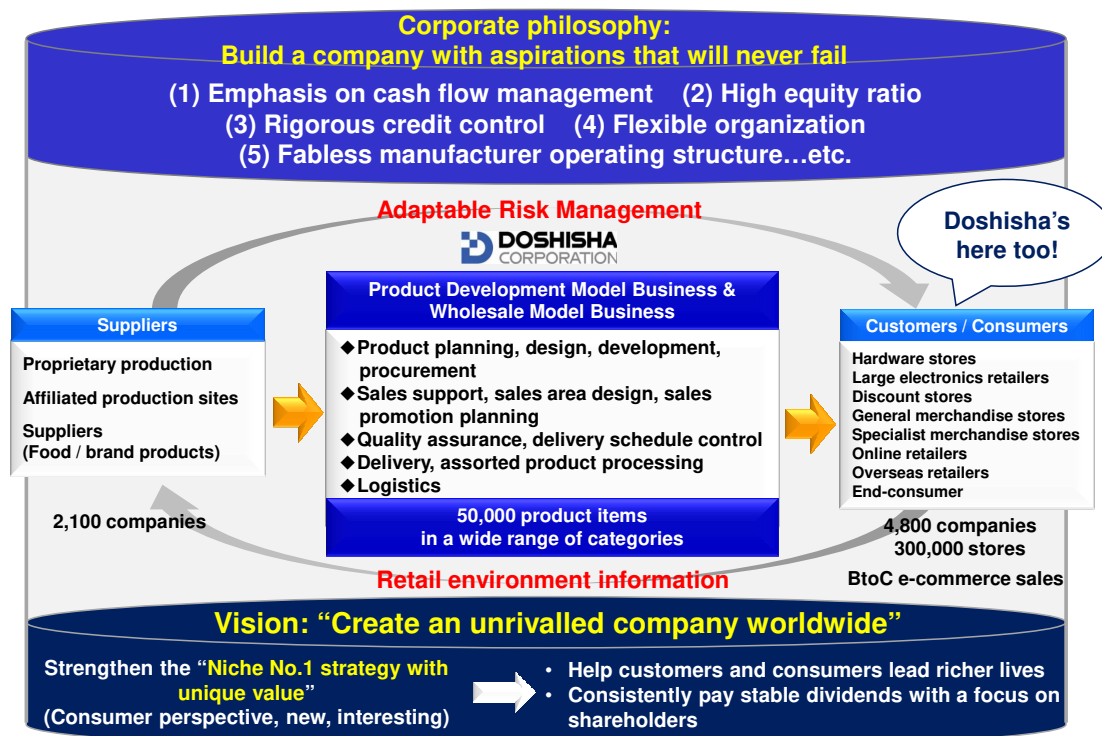 Corporate philosophy:
Build a company with aspirations that will never fail
(1) Emphasis on cash flow management (2) High equity ratio
(3) Rigorous credit control (4) Flexible organization
(5) Fabless manufacturer operating structure…etc.
Adaptable Risk Management
DOSHISHA
CORPORATION
Doshisha's
here too!
Suppliers
Proprietary production
Affiliated production sites
Suppliers
(Food / brand products)
2,100 companies
Product Development Model Business &
Wholesale Model Business
◆Product planning, design, development,
procurement
◆Sales support, sales area design, sales
promotion planning
◆Quality assurance, delivery schedule control
◆Delivery, assorted product processing
◆Logistics
50,000 product items
in a wide range of categories
Customers / Consumers
Hardware stores
Large electronics retailers
Discount stores
General merchandise stores
Specialist merchandise stores
Online retailers
Overseas retailers
End-consumer
4,800 companies
300,000 stores
BtoC e-commerce sales
Retail environment information
Vision: “Create an unrivalled company worldwide”
Strengthen the “Niche No.1 strategy with
unique value”
(Consumer perspective, new, interesting)
• Help customers and consumers lead richer lives
• Consistently pay stable dividends with a focus on
shareholders